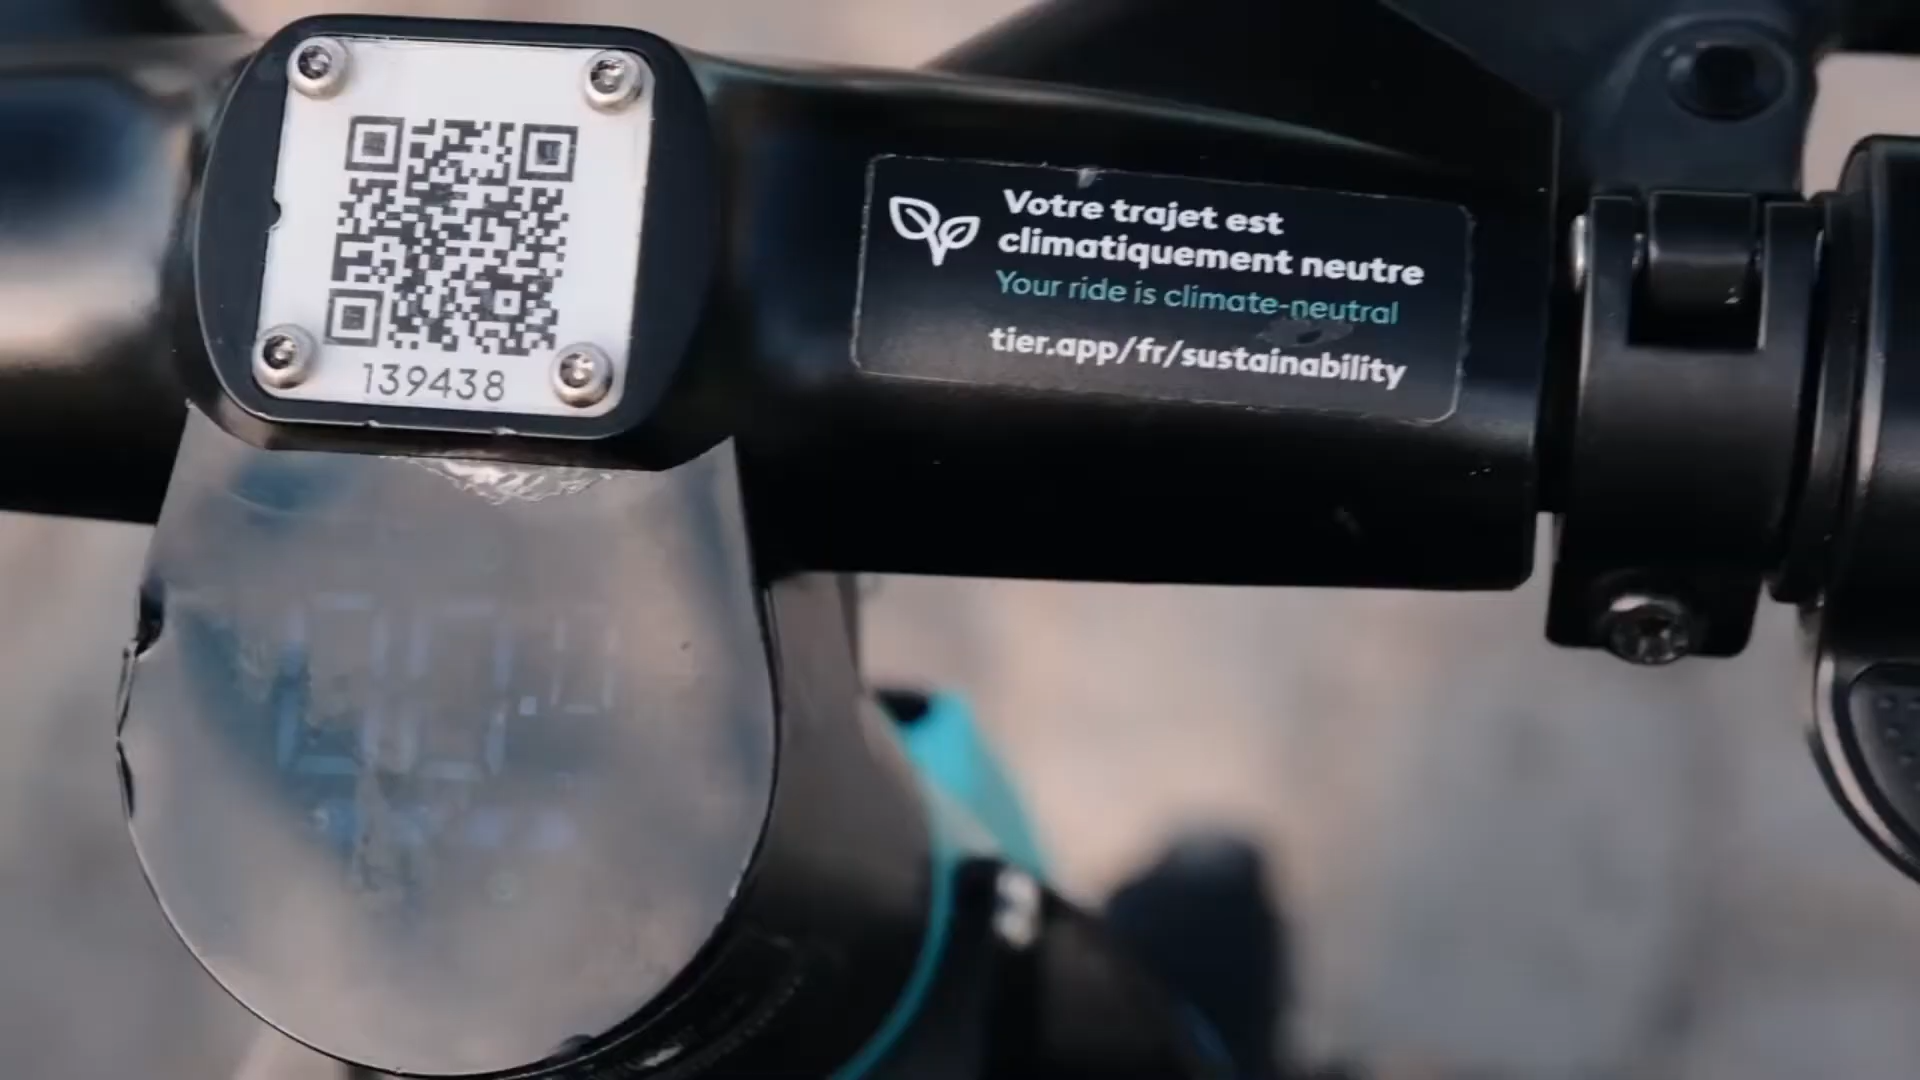 139438
Votre trajet est
climatiquement neutre
Your ride is climate-neutral
tier.app/fr/sustainability